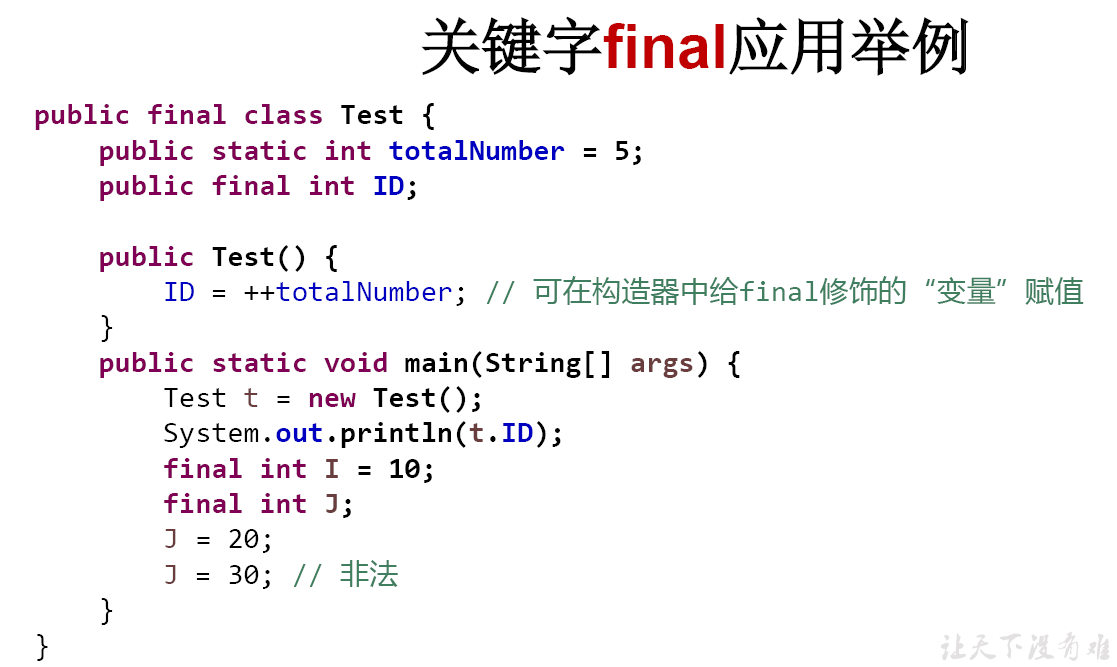 关键字final应用举例
public final class Test {
public static int totalNumber = 5;
public final int ID;
public Test() {
ID = ++totalNumber; // 可在构造器中给final修饰的“变量”赋值
}
public static void main(String[] args) {
Test t = new Test();
System.out.println(t.ID);
final int I = 10;
final int J;
J = 20;
J = 30; // 非法
}
}
让天下没有难